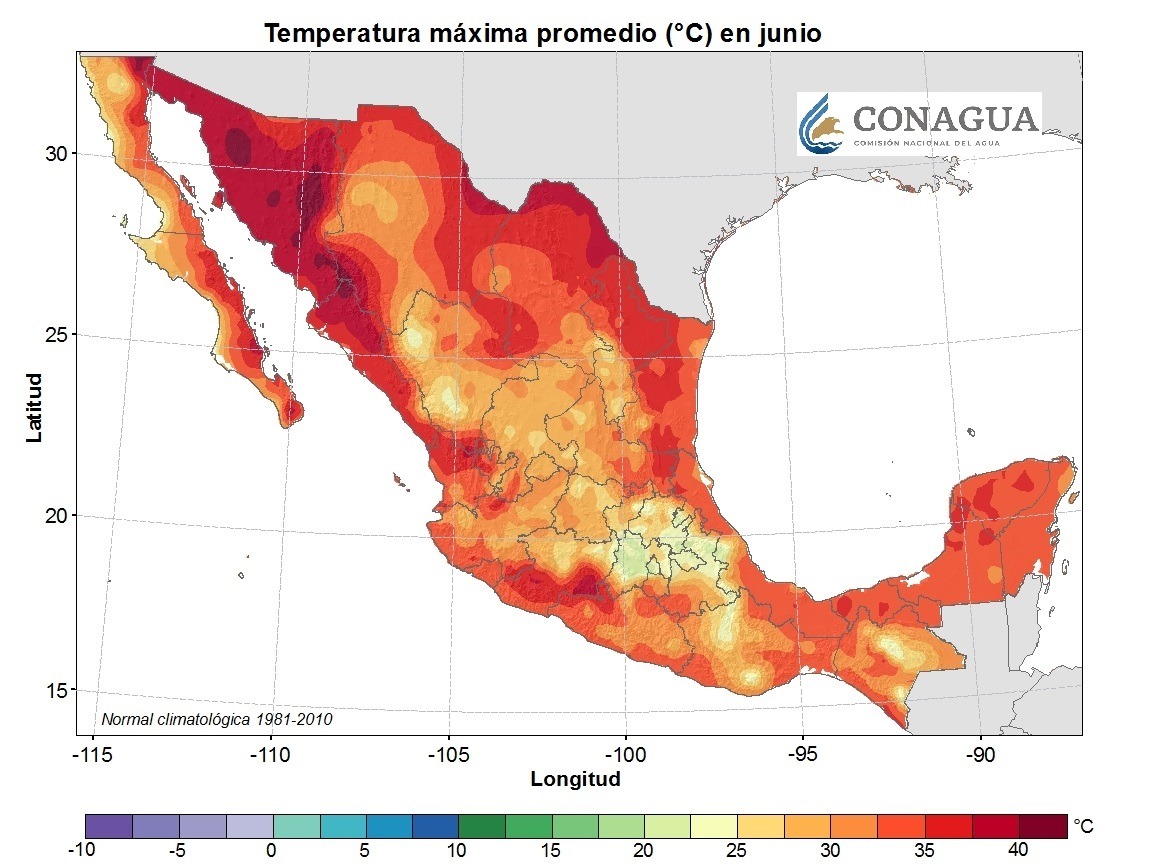 Temperatura máxima promedio (°C) en junio
CONAGUA
COMISIÓN NACIONAL DEL AGUA
30
25
20
15
Latitud
Normal climatológica 1981-2010
-115 -110 -105 -100 -95 -90
Longitud
°C
-10 -5 0 5 10 15 20 25 30 35 40